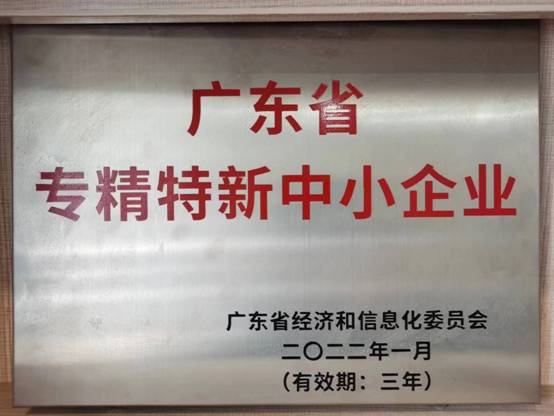 广东省
专精特新中小企业
广东省经济和信息化委员会
二〇二二年一月
（有效期：三年）